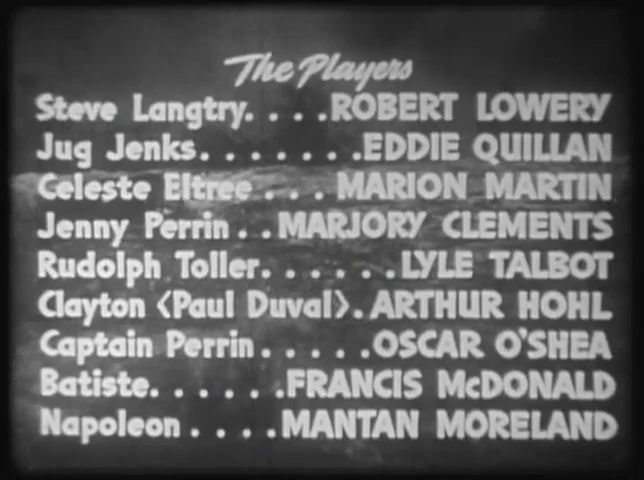 The Players
Steve Langtry. . . . ROBERT LOWERY
Jug Jenks. . . . . . . EDDIE QUILLAN
Celeste Eltree . . . MARION MARTIN
Jenny Perrin . . MARJORY CLEMENTS
Rudolph Toller. . . . . . LYLE TALBOT
Clayton <Paul Duval>. ARTHUR HOHL
Captain Perrin . . . . . OSCAR O'SHEA
Batiste. . . . . . . FRANCIS McDONALD
Napoleon . . . . MANTAN MORELAND